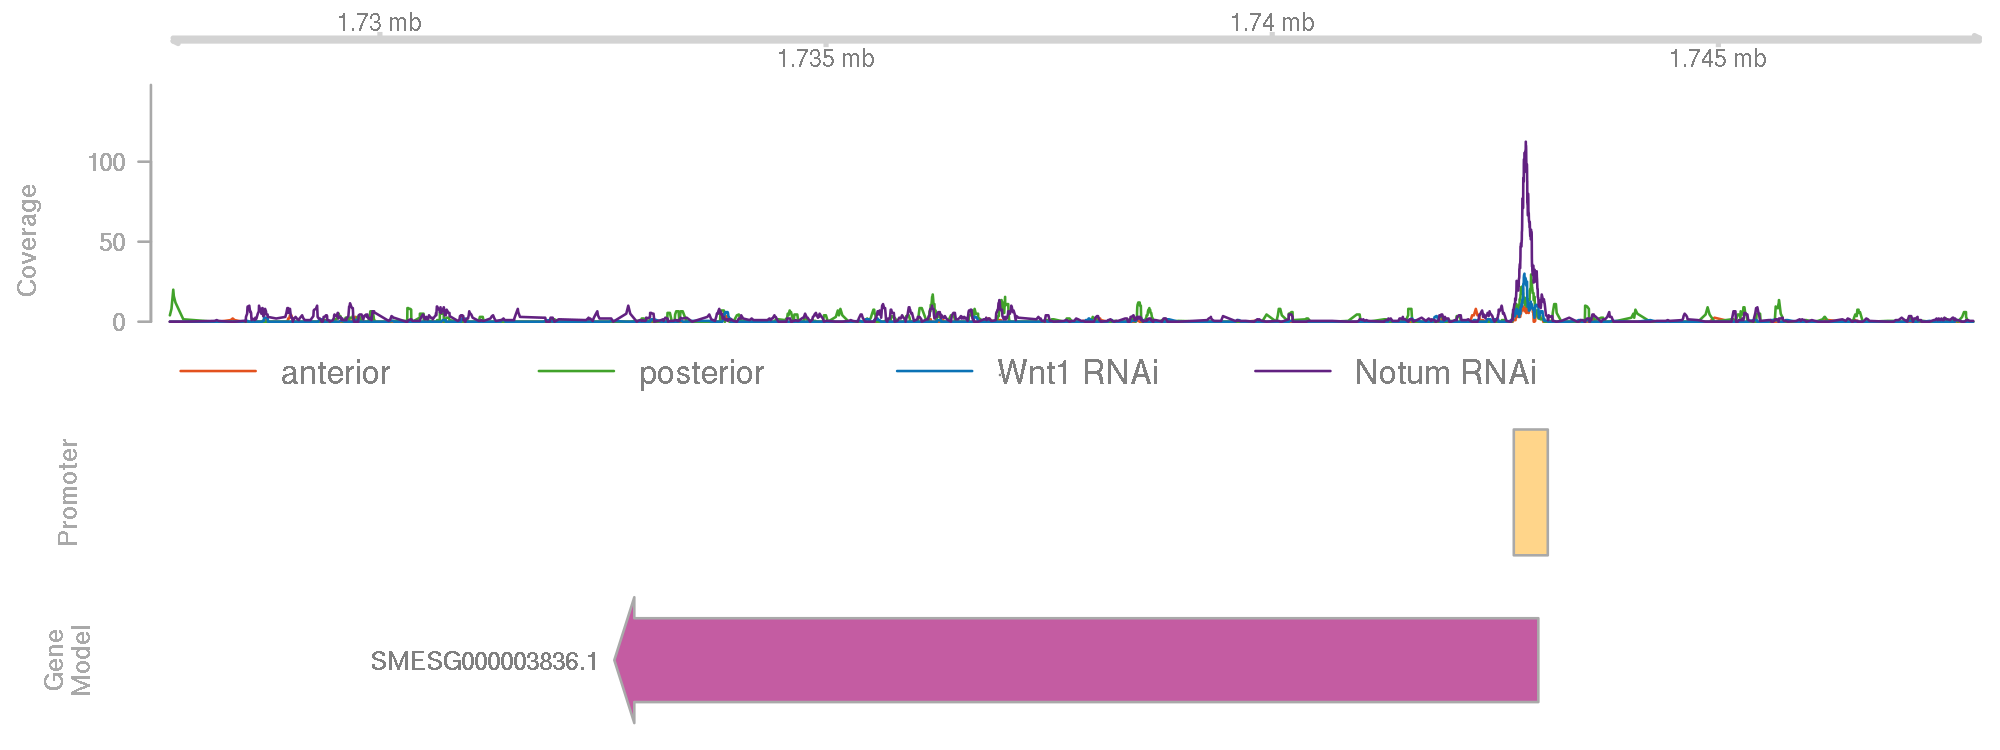 1.73 mb
1.74 mb
1.735 mb
1.745 mb
Coverage
100
50
0
anterior
posterior
Wnt1 RNAi
Notum RNAi
Promoter
Gene
Model
SMESG000003836.1